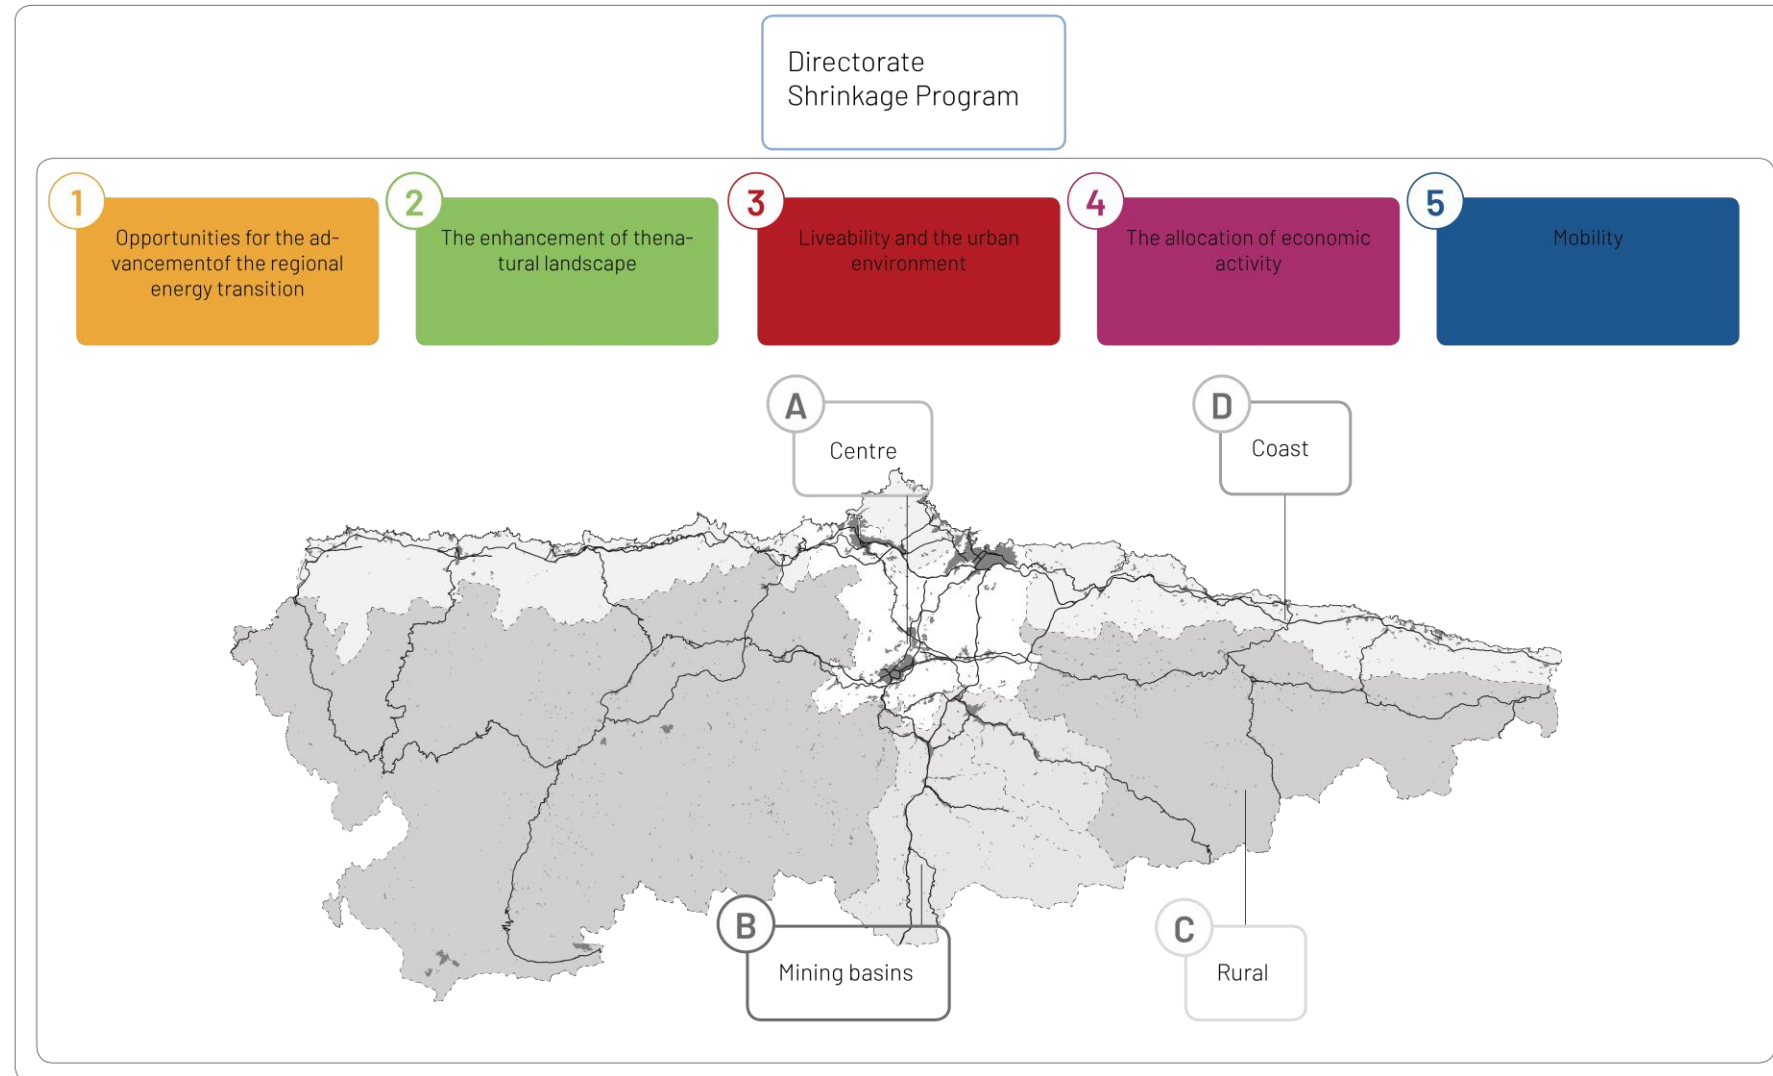 Directorate
Shrinkage Program
1
Opportunities for the ad-
vancementof the regional
energy transition
2
The enhancement of thena-
tural landscape
3
Liveability and the urban
environment
4
The allocation of economic
activity
5
Mobility
A
Centre
D
Coast
B
Mining basins
C
Rural